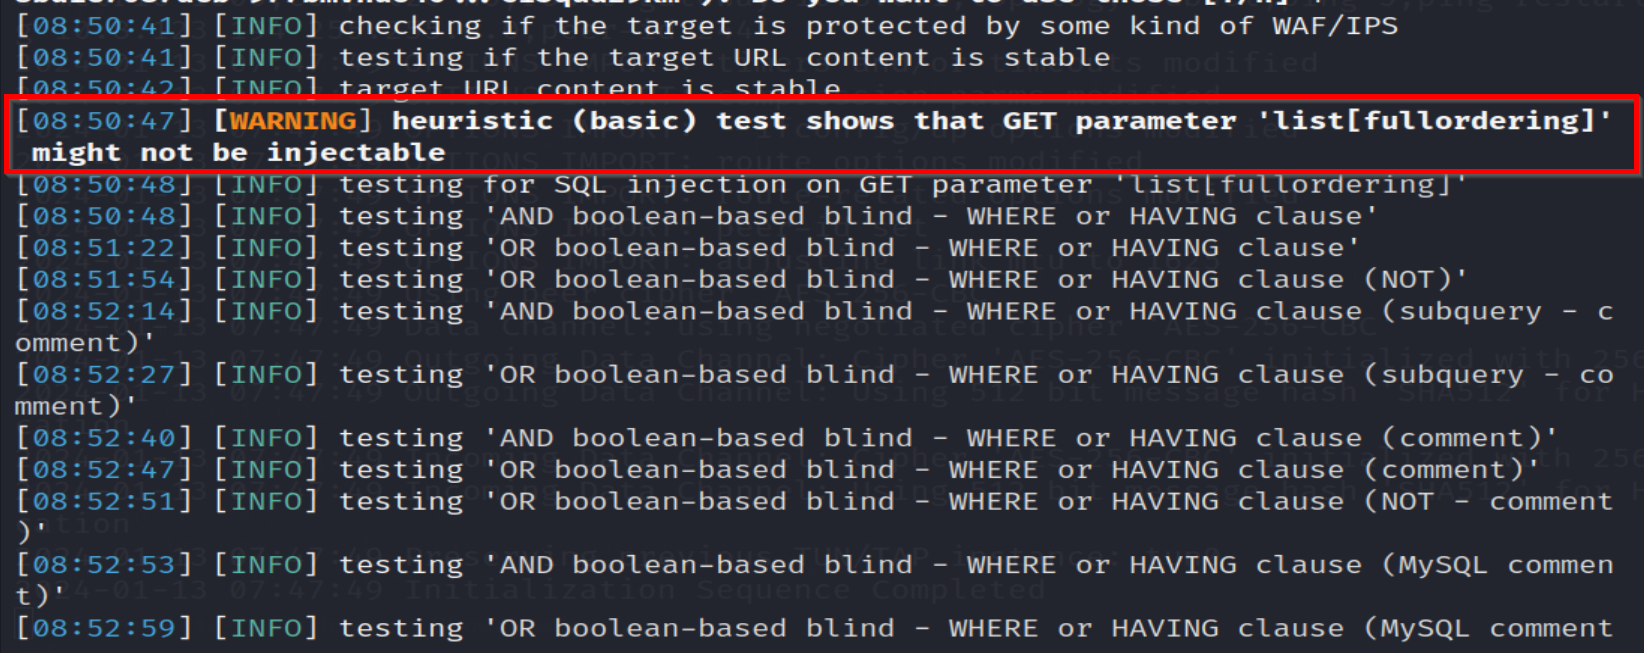 [08:50:41] [INFO] checking if the target is protected by some kind of WAF/IPS
[08:50:41] [INFO] testing if the target URL content is stable
[08:50:42] [INFO] target URL content is stable
[08:50:47] [WARNING] heuristic (basic) test shows that GET parameter 'list[fullordering]'
might not be injectable
[08:50:48] [INFO] testing for SQL injection on GET parameter 'list[fullordering]'
[08:50:48] [INFO] testing 'AND boolean-based blind - WHERE or HAVING clause'
[08:51:22] [INFO] testing 'OR boolean-based blind - WHERE or HAVING clause'
[08:51:54] [INFO] testing 'OR boolean-based blind - WHERE or HAVING clause (NOT)'
[08:52:14] [INFO] testing 'AND boolean-based blind - WHERE or HAVING clause (subquery - c
omment)'
[08:52:27] [INFO] testing 'OR boolean-based blind - WHERE or HAVING clause (subquery - co
mment)'
[08:52:40] [INFO] testing 'AND boolean-based blind - WHERE or HAVING clause (comment)'
[08:52:47] [INFO] testing 'OR boolean-based blind - WHERE or HAVING clause (comment)'
[08:52:51] [INFO] testing 'OR boolean-based blind - WHERE or HAVING clause (NOT - comment
)'
[08:52:53] [INFO] testing 'AND boolean-based blind - WHERE or HAVING clause (MySQL commen
t)'
[08:52:59] [INFO] testing 'OR boolean-based blind - WHERE or HAVING clause (MySQL comment